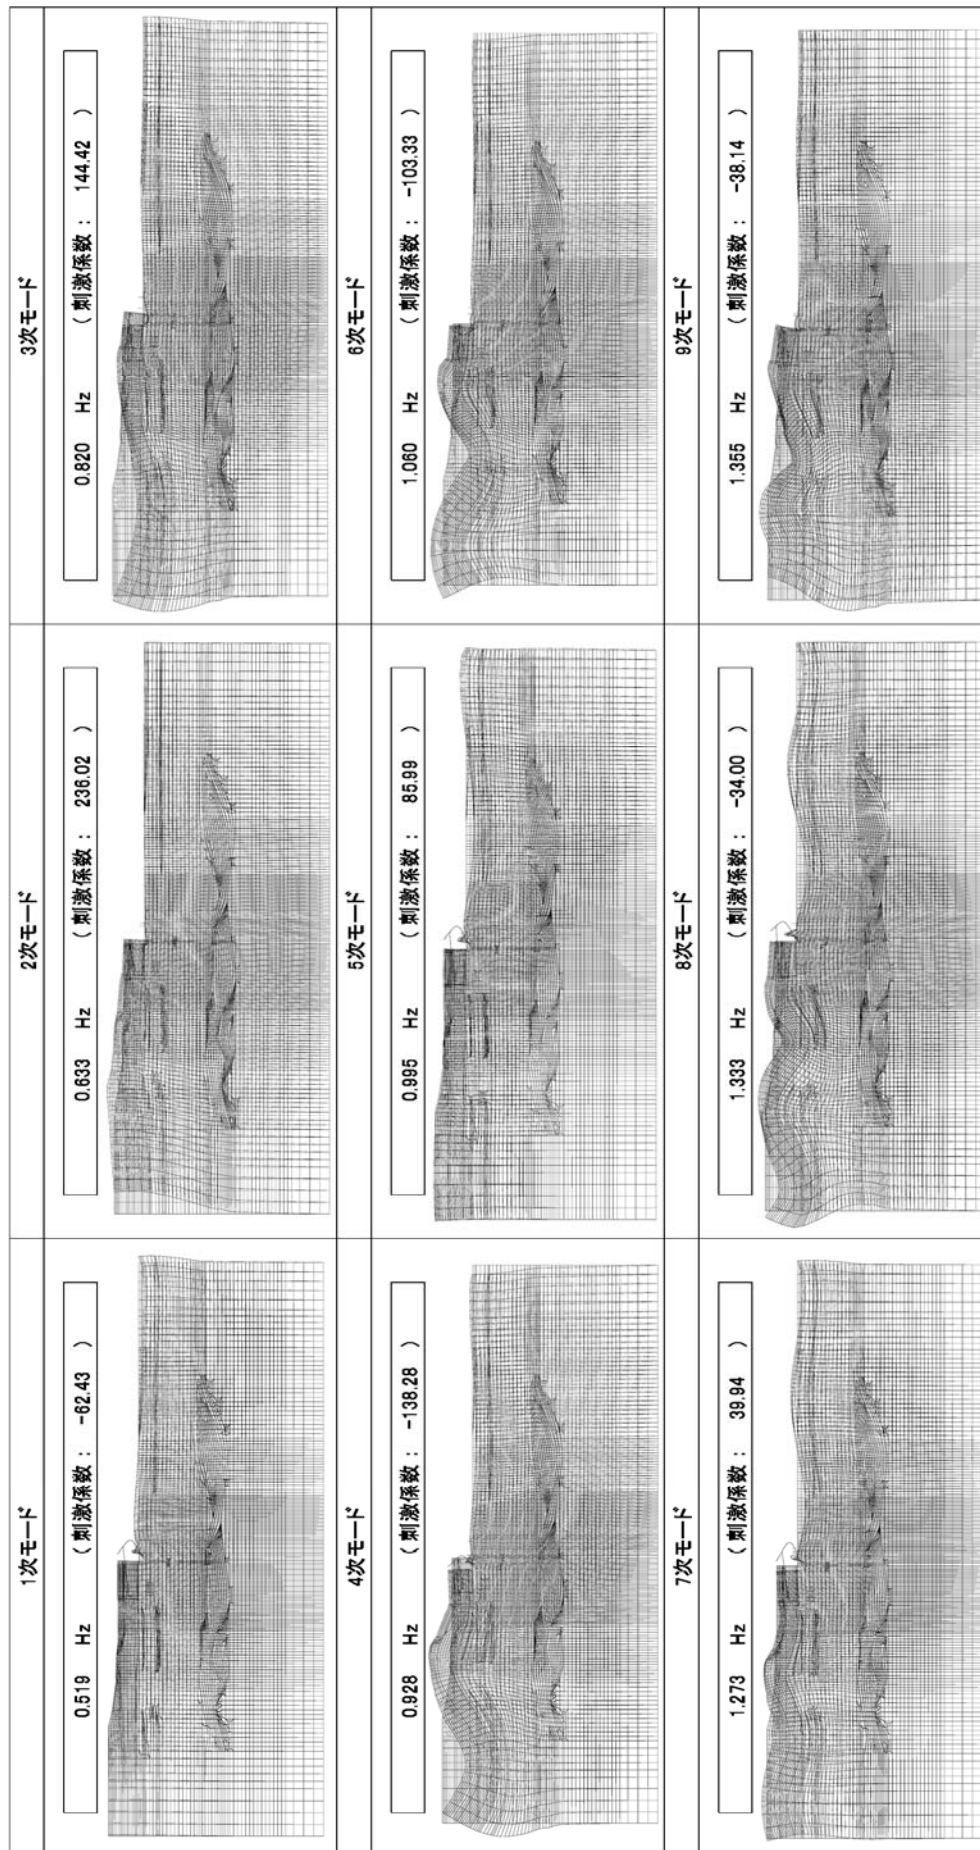 1次モード
0.519 Hz ( 刺激係数 : -62.43 )
2次モード
0.633 Hz ( 刺激係数 : 236.02 )
3次モード
0.820 Hz ( 刺激係数 : 144.42 )
4次モード
0.928 Hz ( 刺激係数 : -138.28 )
5次モード
0.995 Hz ( 刺激係数 : 85.99 )
6次モード
1.060 Hz ( 刺激係数 : -103.33 )
7次モード
1.273 Hz ( 刺激係数 : 39.94 )
8次モード
1.333 Hz ( 刺激係数 : -34.00 )
9次モード
1.355 Hz ( 刺激係数 : -38.14 )